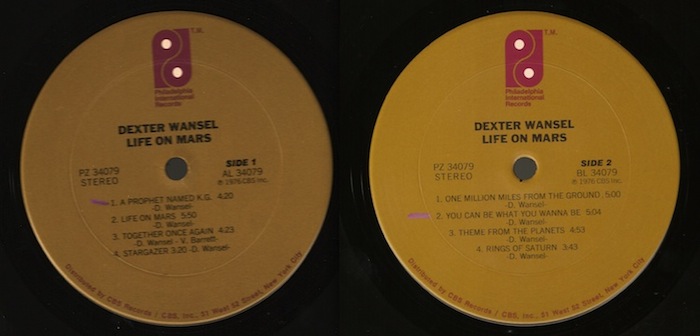 T.M.
Philadelphia
International
Records
DEXTER WANSEL
LIFE ON MARS
SIDE 1
PZ 34079
AL 34079
STEREO
℗ 1976 CBS Inc.
1. A PROPHET NAMED K.G. 4:20
-D. Wansel-
2. LIFE ON MARS 5:50
-D. Wansel-
3. TOGETHER ONCE AGAIN 4:23
-D. Wansel - V. Barrett-
4. STARGAZER 3:20 -D. Wansel-
Distributed by CBS Records / CBS, Inc., 51 West 52 Street, New York City
T.M.
Philadelphia
International
Records
DEXTER WANSEL
LIFE ON MARS
SIDE 2
PZ 34079
BL 34079
STEREO
℗ 1976 CBS Inc.
1. ONE MILLION MILES FROM THE GROUND 5:00
-D. Wansel-
2. YOU CAN BE WHAT YOU WANNA BE 5:04
-D. Wansel-
3. THEME FROM THE PLANETS 4:53
-D. Wansel-
4. RINGS OF SATURN 3:43
-D. Wansel-
Distributed by CBS Records / CBS, Inc., 51 West 52 Street, New York City